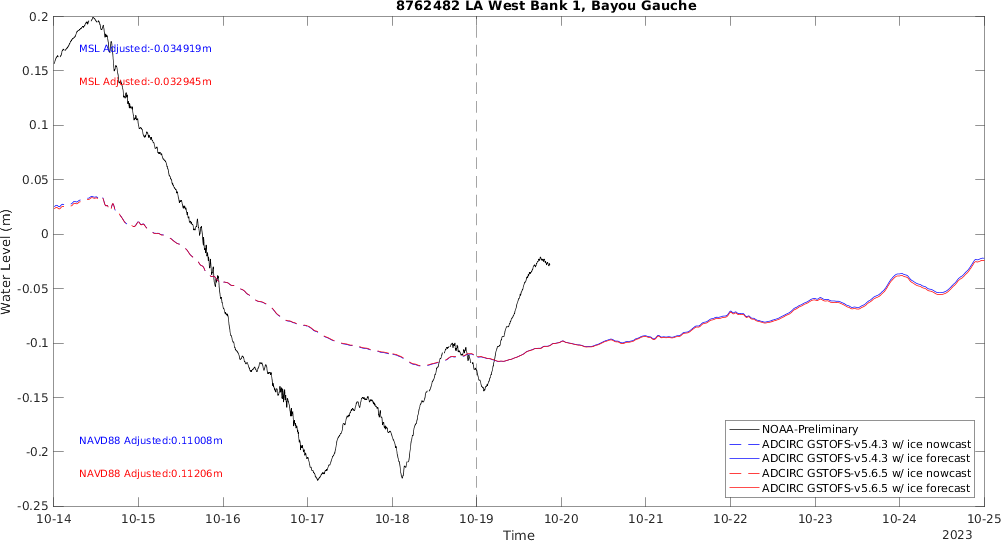 8762482 LA West Bank 1, Bayou Gauche
0.2
0.15
0.1
0.05
0
-0.05
-0.1
-0.15
-0.2
-0.25
Water Level (m)
MSL Adjusted:-0.034919m
MSL Adjusted:-0.032945m
NAVD88 Adjusted:0.11008m
NAVD88 Adjusted:0.11206m
NOAA-Preliminary
ADCIRC GSTOFS-v5.4.3 w/ ice nowcast
ADCIRC GSTOFS-v5.4.3 w/ ice forecast
ADCIRC GSTOFS-v5.6.5 w/ ice nowcast
ADCIRC GSTOFS-v5.6.5 w/ ice forecast
10-14 10-15 10-16 10-17 10-18 10-19 10-20 10-21 10-22 10-23 10-24 10-25
Time
2023